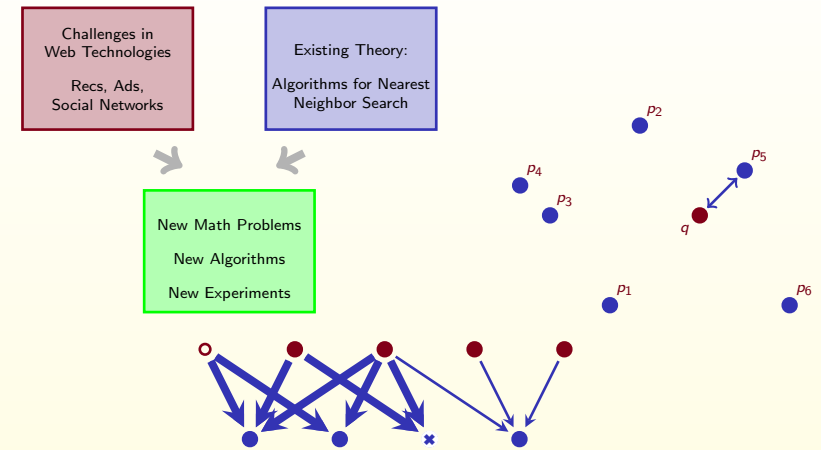 Challenges in
Web Technologies
Recs, Ads,
Social Networks
Existing Theory:
Algorithms for Nearest
Neighbor Search
New Math Problems
New Algorithms
New Experiments
p2
p5
p4
p3
q
p1
p6